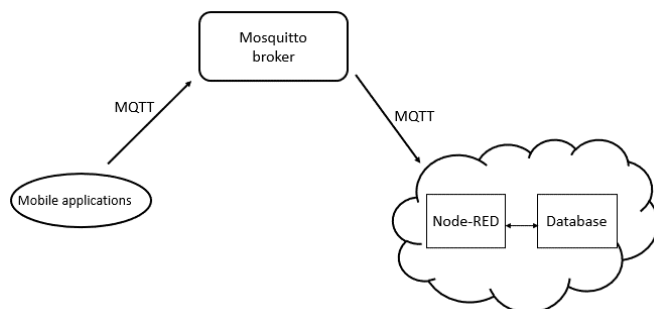 Mosquitto
broker
MQTT
MQTT
Mobile applications
Node-RED
Database